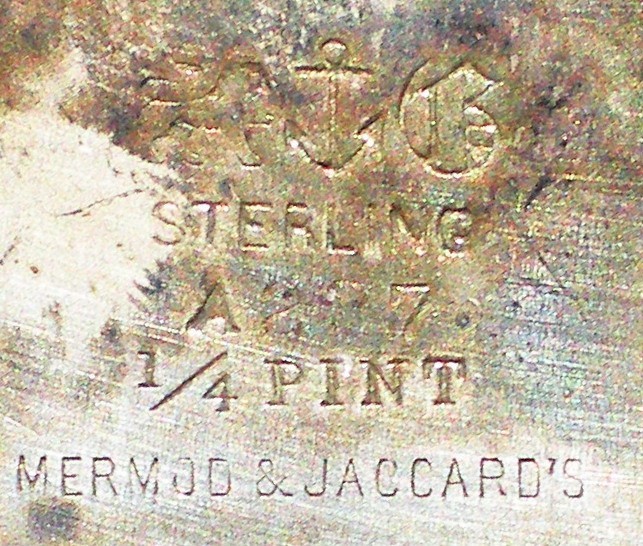 G
STERLING
1/4 PINT
MERMOD & JACCARD'S